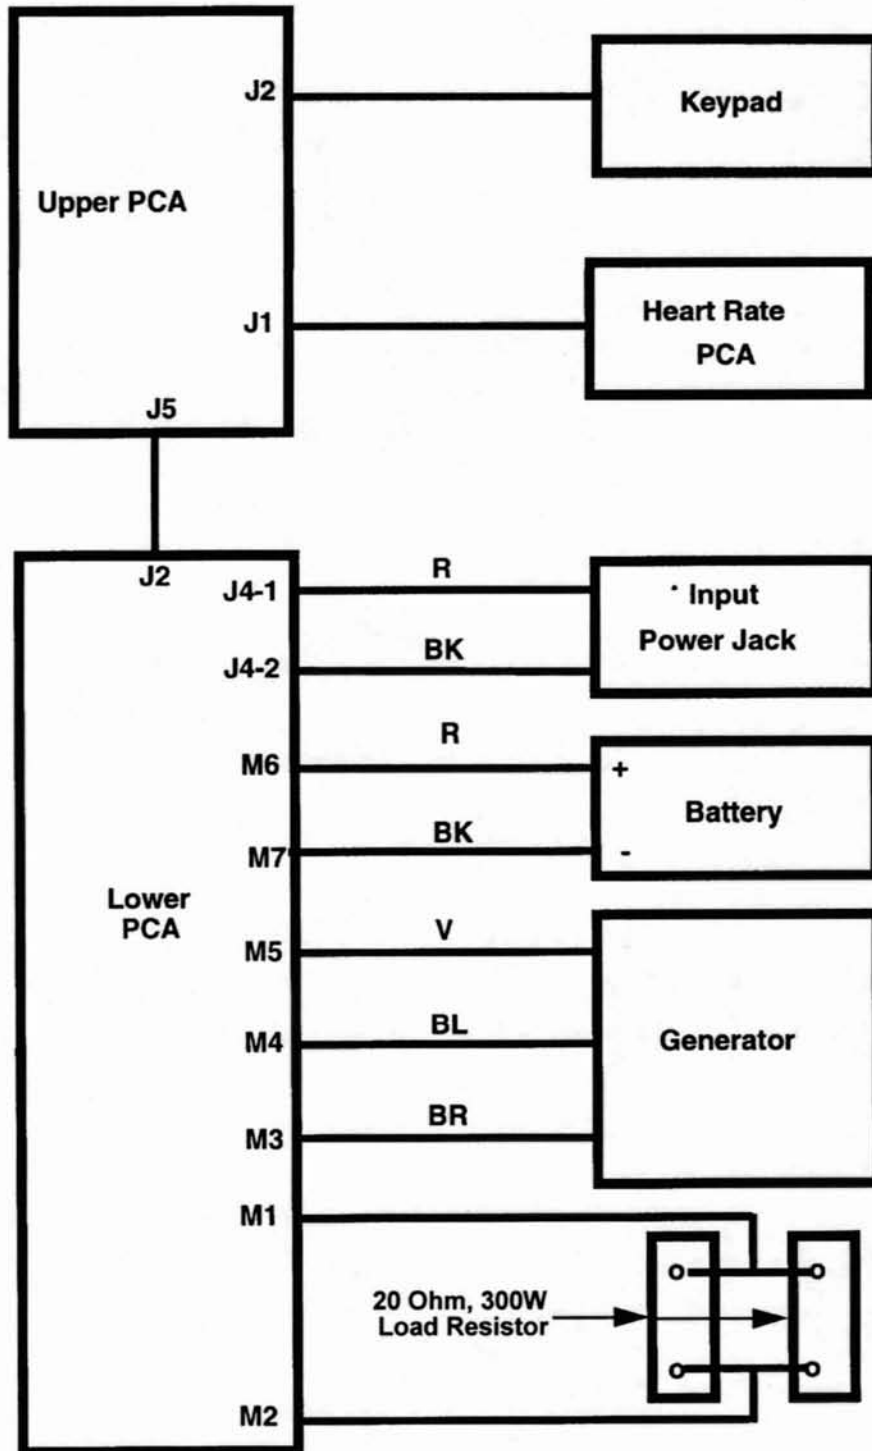 J2
Keypad
Upper PCA
J1
Heart Rate
PCA
J5
J2
J4-1
R
Input
Power Jack
J4-2
BK
M6
R
+
Battery
M7
BK
-
Lower
PCA
M5
V
M4
BL
Generator
M3
BR
M1
20 Ohm, 300W
Load Resistor
M2